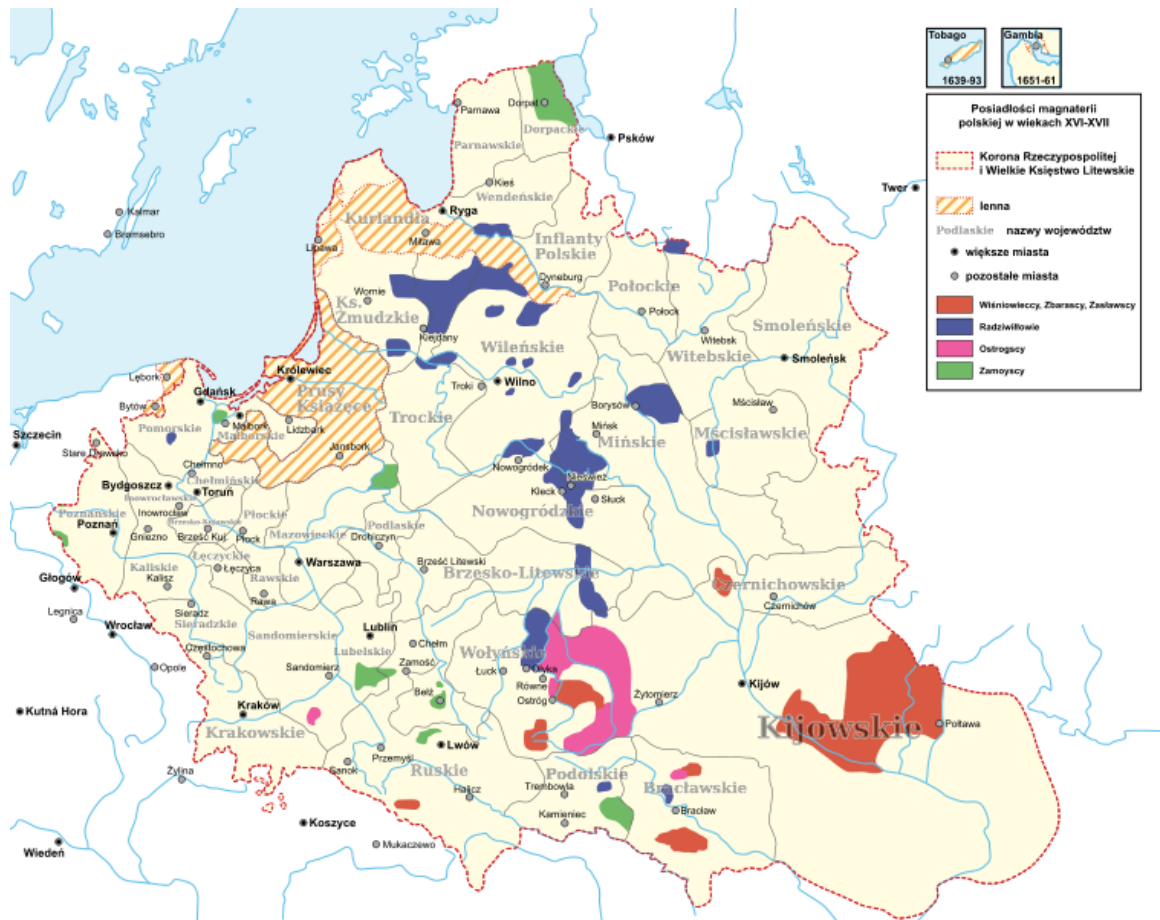 Tobago
1639-93
Gambia
1651-61
Posiadłości magnaterii
polskiej w wiekach XVI-XVII
Korona Rzeczypospolitej
i Wielkie Księstwo Litewskie
lenna
Podlaskie
nazwy województw
większe miasta
pozostałe miasta
Wiśniowieccy, Zbarascy, Zasławscy
Radziwiłłowie
Ostrogscy
Zamoyscy
Parnawa
Dorpat
Dorpackie
Parnawskie
Psków
Kieś
Wendeńskie
Twer
Kalmar
Bramsebro
Ryga
Kurlandia
Mitawa
Lipawa
Inflanty
Polskie
Dyneburg
Wornie
Ks.
Żmudzkie
Kiejdany
Połockie
Połock
Smoleńskie
Witebsk
Witebskie
Smoleńsk
Wileńskie
Wilno
Troki
Trockie
Królewiec
Prusy
Książęce
Lębork
Gdańsk
Bytów
Malbork
Malborskie
Lidzbark
Pomorskie
Jansbork
Szczecin
Stare Drawsko
Borysów
Mińsk
Mińskie
Mścisław
Mścisławskie
Nowogródek
Nieśwież
Kleck
Słuck
Nowogródzkie
Chełmno
Chełmińskie
Bydgoszcz
Toruń
Inowrocławskie
Inowrocław
Brzesko-Kujawskie
Płockie
Poznańskie
Poznań
Gniezno
Brześć Kuj.
Płock
Mazowieckie
Podlaskie
Drohiczyn
Łęczyckie
Łęczyca
Warszawa
Brześć Litewski
Brzesko-Litewskie
Głogów
Kaliskie
Kalisz
Rawskie
Rawa
Legnica
Sieradz
Sieradzkie
Wrocław
Czernichowskie
Czernichów
Sandomierskie
Lublin
Lubelskie
Chełm
Częstochowa
Opole
Sandomierz
Zamość
Wołyńskie
Łuck
Ołyka
Równe
Ostróg
Bełz
Żytomierz
Kijów
Kijowskie
Połtawa
Kutná Hora
Kraków
Krakowskie
Lwów
Przemyśl
Sanok
Ruskie
Halicz
Żylina
Podolskie
Trembowla
Kamieniec
Bracławskie
Bracław
Koszyce
Mukaczewo
Wiedeń